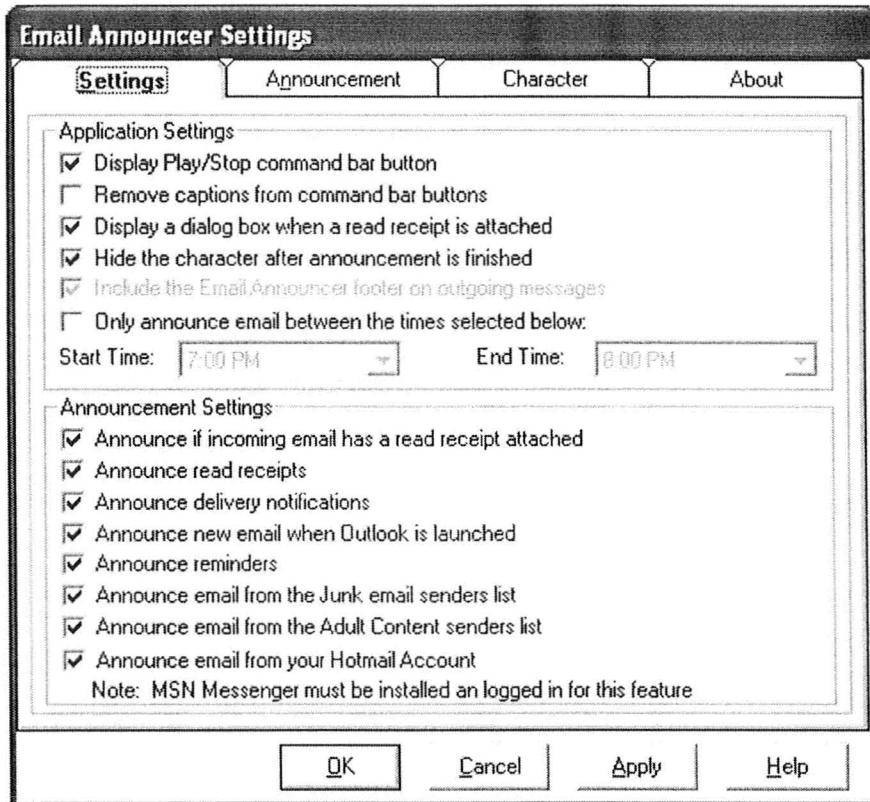 Email Announcer Settings
Settings Announcement Character About
Application Settings
Display Play/Stop command bar button
Remove captions from command bar buttons
Display a dialog box when a read receipt is attached
Hide the character after announcement is finished
Include the Email Announcer footer on outgoing messages
Only announce email between the times selected below:
Start Time: 7:00 PM End Time: 8:00 PM
Announcement Settings
Announce if incoming email has a read receipt attached
Announce read receipts
Announce delivery notifications
Announce new email when Outlook is launched
Announce reminders
Announce email from the Junk email senders list
Announce email from the Adult Content senders list
Announce email from your Hotmail Account
Note: MSN Messenger must be installed an logged in for this feature
OK Cancel Apply Help